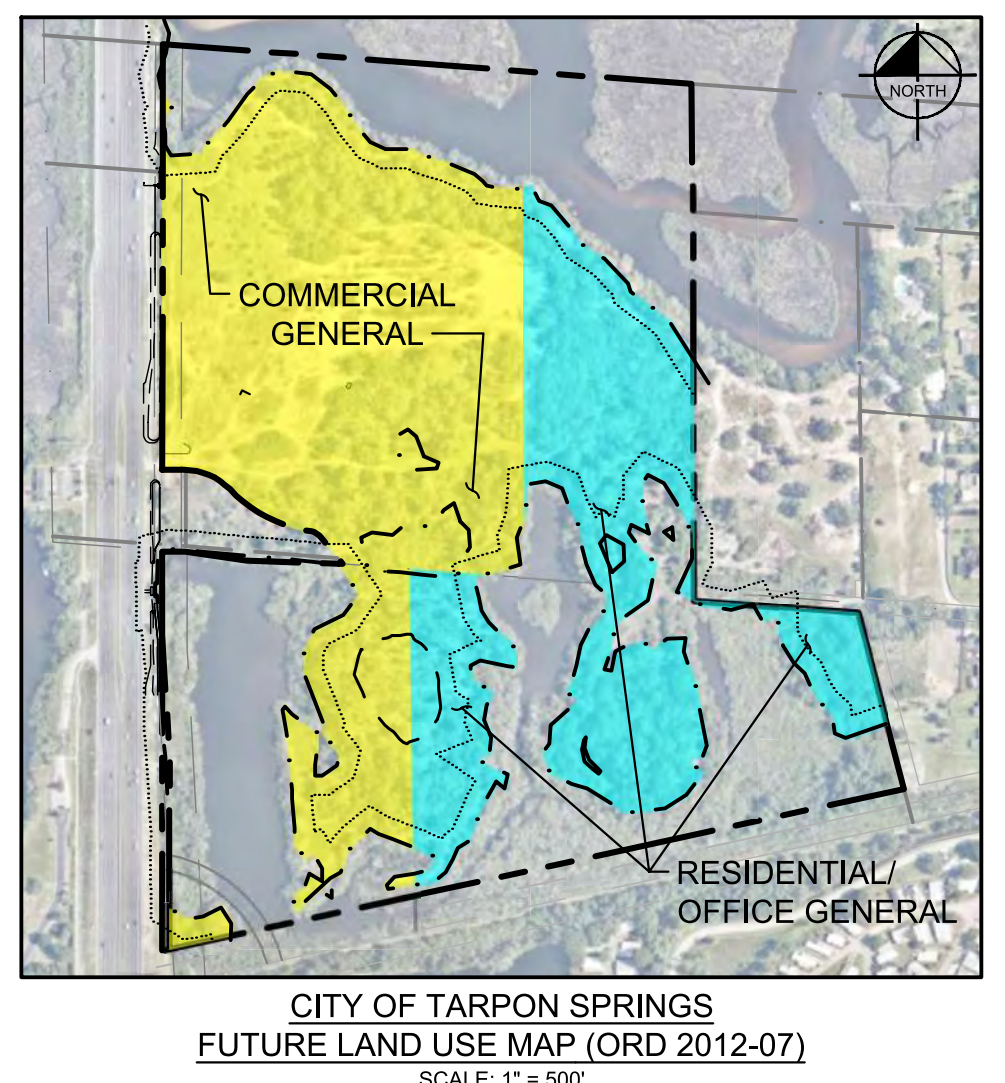 NORTH
COMMERCIAL
GENERAL
RESIDENTIAL/
OFFICE GENERAL
CITY OF TARPON SPRINGS
FUTURE LAND USE MAP (ORD 2012-07)
SCALE: 1" = 500'